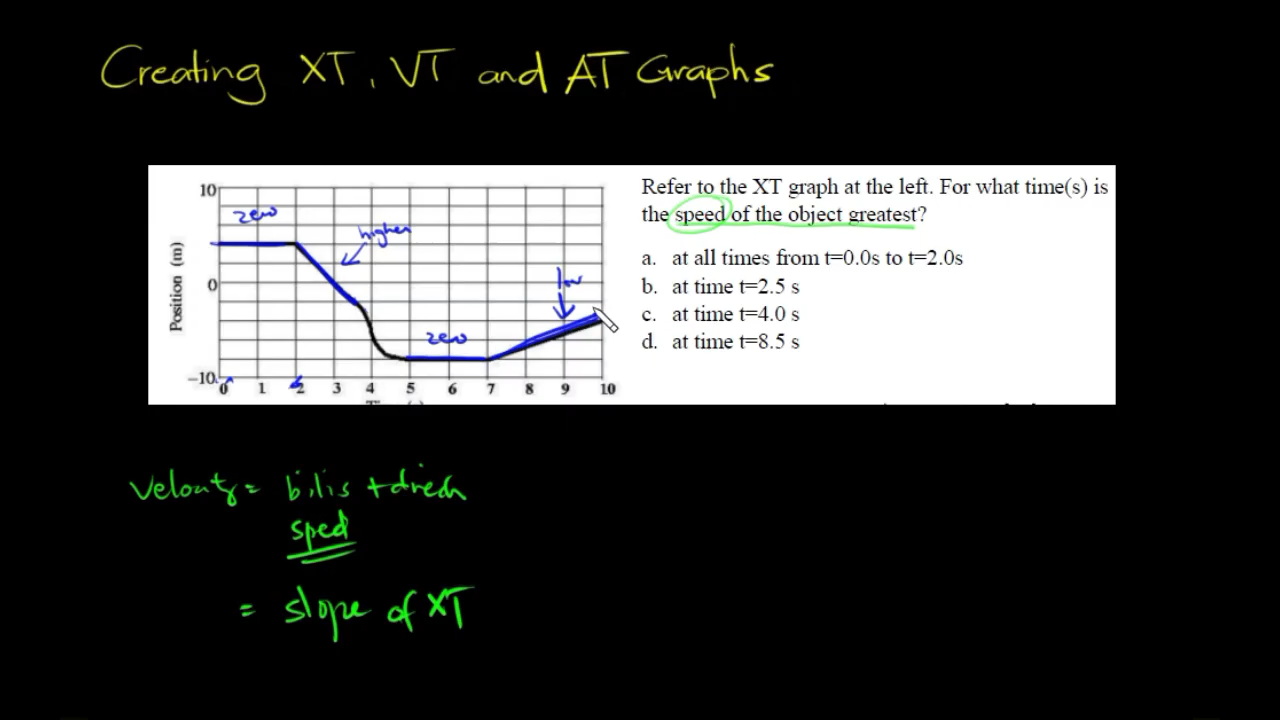 Creating XT, VT and AT Graphs
10
zero
higher
Position (m)
0
low
zero
-10
0 1 2 3 4 5 6 7 8 9 10
Refer to the XT graph at the left. For what time(s) is
the speed of the object greatest?
a. at all times from t=0.0s to t=2.0s
b. at time t=2.5 s
c. at time t=4.0 s
d. at time t=8.5 s
Velocity = bilis +
sped
= slope of XT